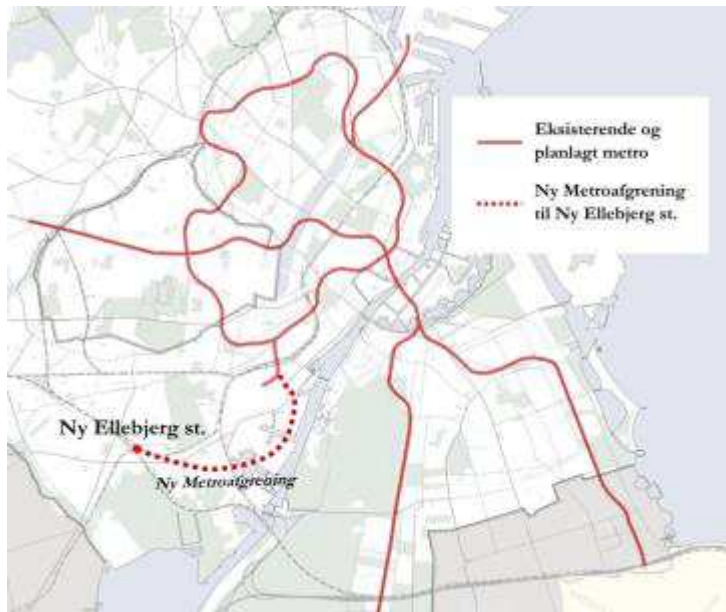 Eksisterende og
planlagt metro
Ny Metroafgrening
til Ny Ellebjerg st.
Ny Ellebjerg st.
Ny Metroafgrening